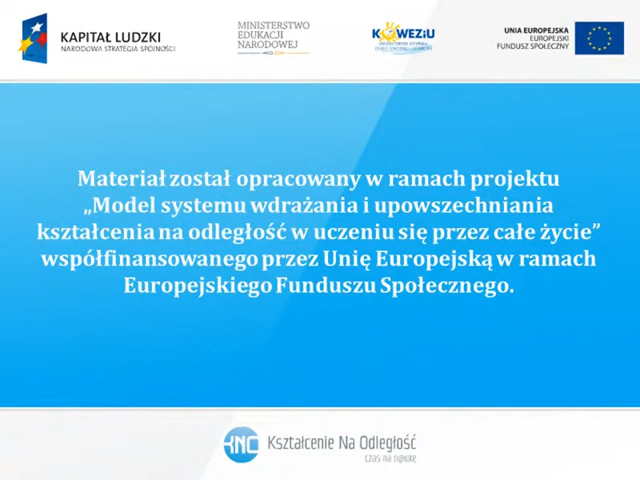 KAPITAŁ LUDZKI
NARODOWA STRATEGIA SPÓJNOŚCI
MINISTERSTWO
EDUKACJI
NARODOWEJ
KOWEZiU
UNIA EUROPEJSKA
EUROPEJSKI
FUNDUSZ SPOŁECZNY
Materiał został opracowany w ramach projektu
„Model systemu wdrażania i upowszechniania
kształcenia na odległość w uczeniu się przez całe życie”
współfinansowanego przez Unię Europejską w ramach
Europejskiego Funduszu Społecznego.
KNO Kształcenie Na Odległość
czas na naukę